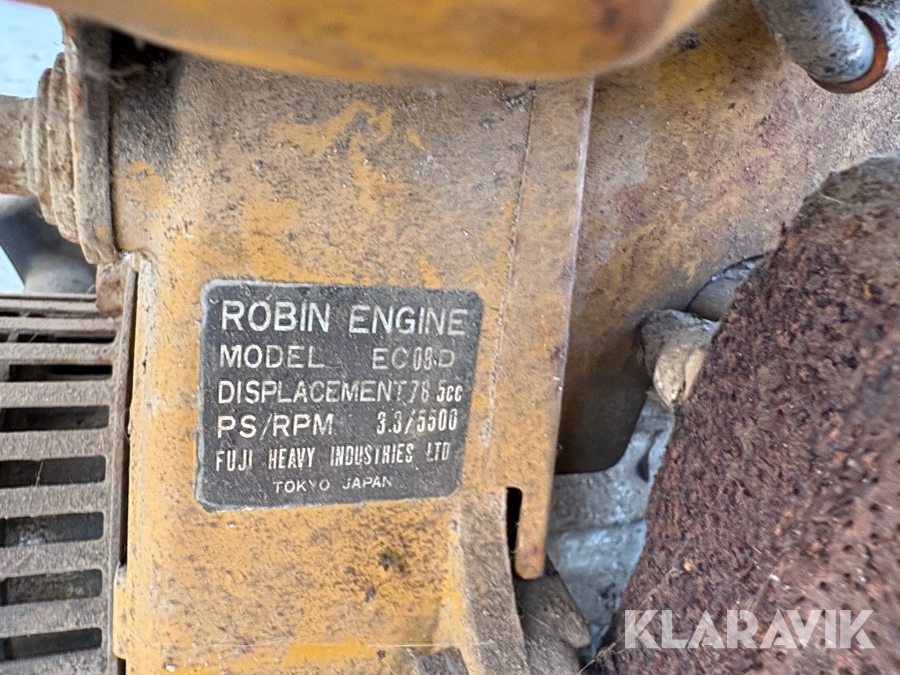 ROBIN ENGINE
MODEL EC08D
DISPLACEMENT 78.5cc
PS/RPM 3.3/5500
FUJI HEAVY INDUSTRIES LTD
TOKYO JAPAN
KLARAVIK